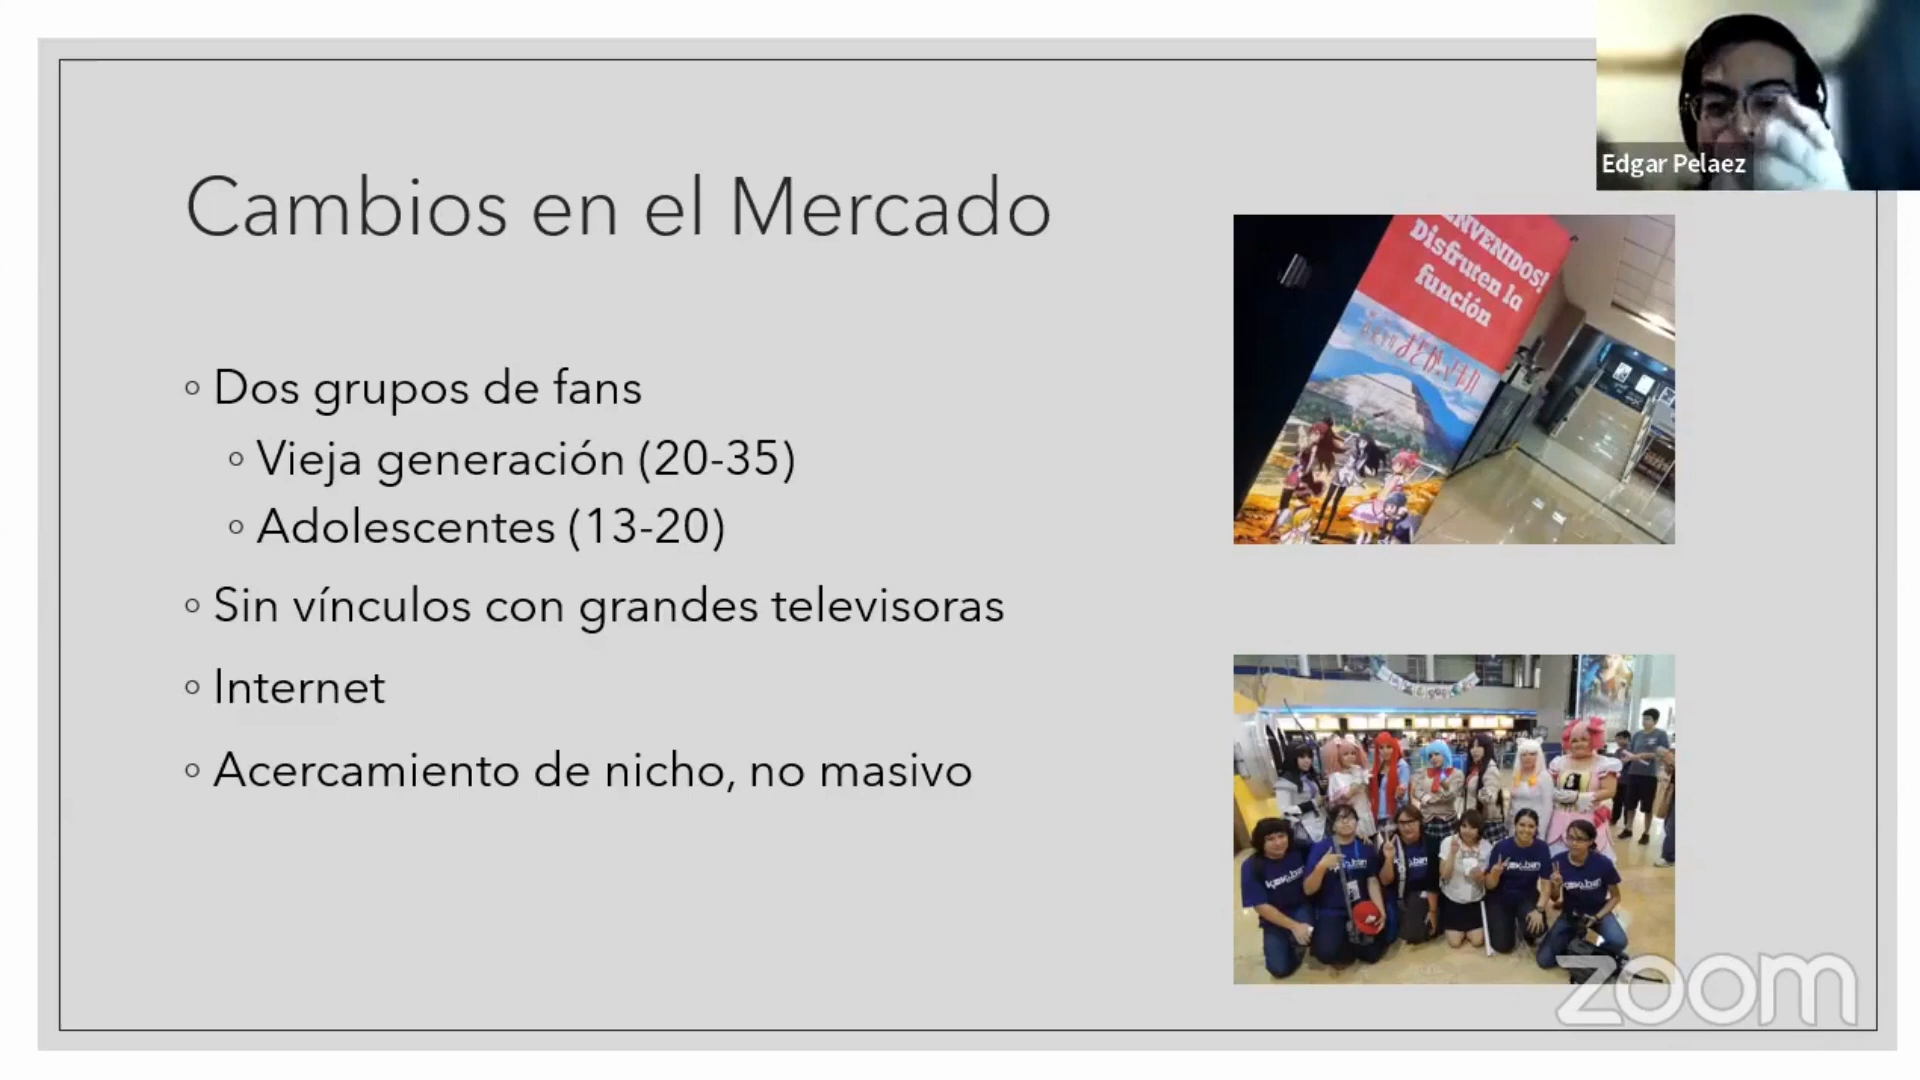 Edgar Pelaez
Cambios en el Mercado
Dos grupos de fans
Vieja generación (20-35)
Adolescentes (13-20)
Sin vínculos con grandes televisoras
Internet
Acercamiento de nicho, no masivo
Disfruten la
función
zoom